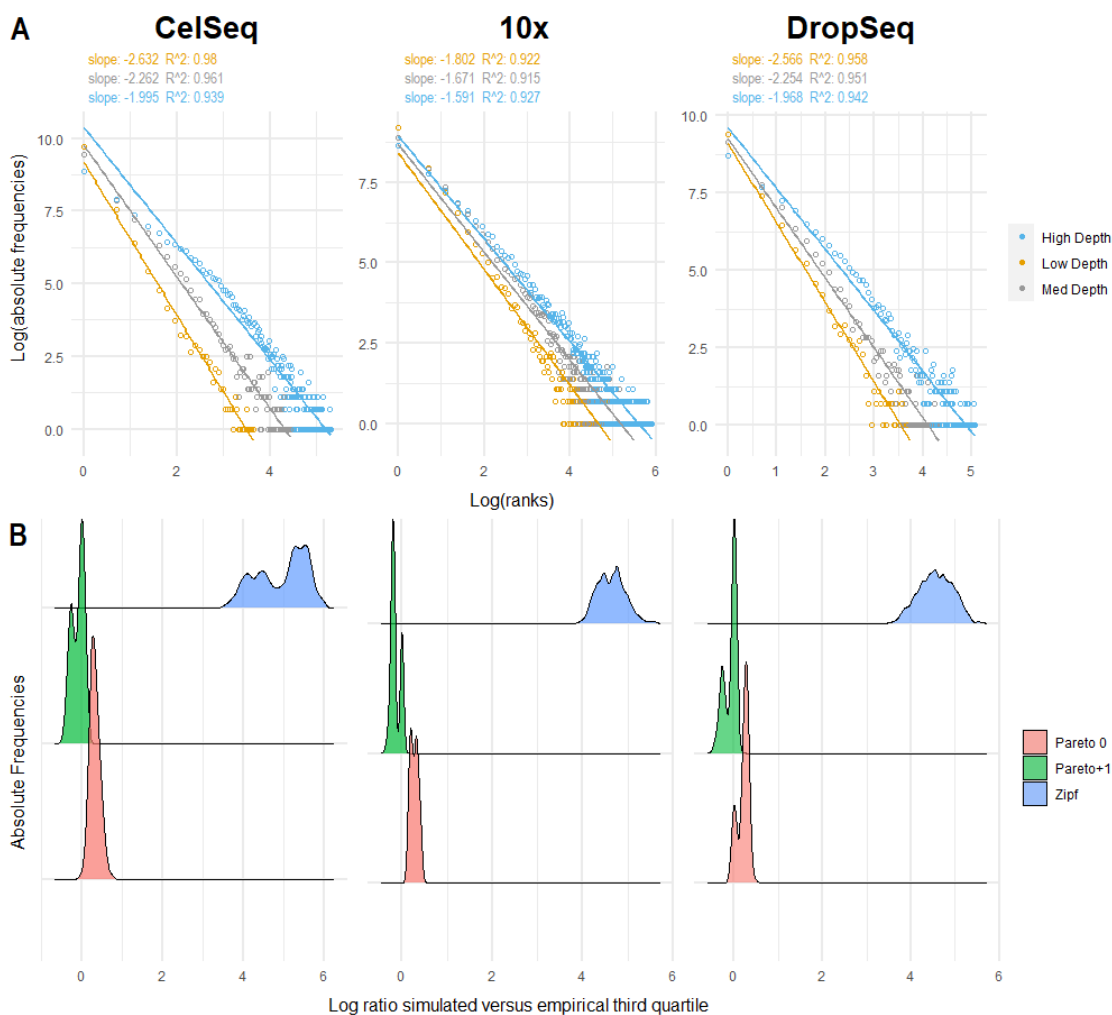 A
CelSeq
10x
DropSeq
slope: -2.632 R^2: 0.98
slope: -2.262 R^2: 0.961
slope: -1.995 R^2: 0.939
slope: -1.802 R^2: 0.922
slope: -1.671 R^2: 0.915
slope: -1.591 R^2: 0.927
slope: -2.566 R^2: 0.958
slope: -2.254 R^2: 0.951
slope: -1.968 R^2: 0.942
Log(absolute frequencies)
10.0
7.5
5.0
2.5
0.0
0 2 4
7.5
5.0
2.5
0.0
0 2 4 6
10.0
7.5
5.0
2.5
0.0
0 1 2 3 4 5
Log(ranks)
High Depth
Low Depth
Med Depth
B
Absolute Frequencies
0 2 4 6
0 2 4 6
0 2 4 6
Log ratio simulated versus empirical third quartile
Pareto 0
Pareto+1
Zipf